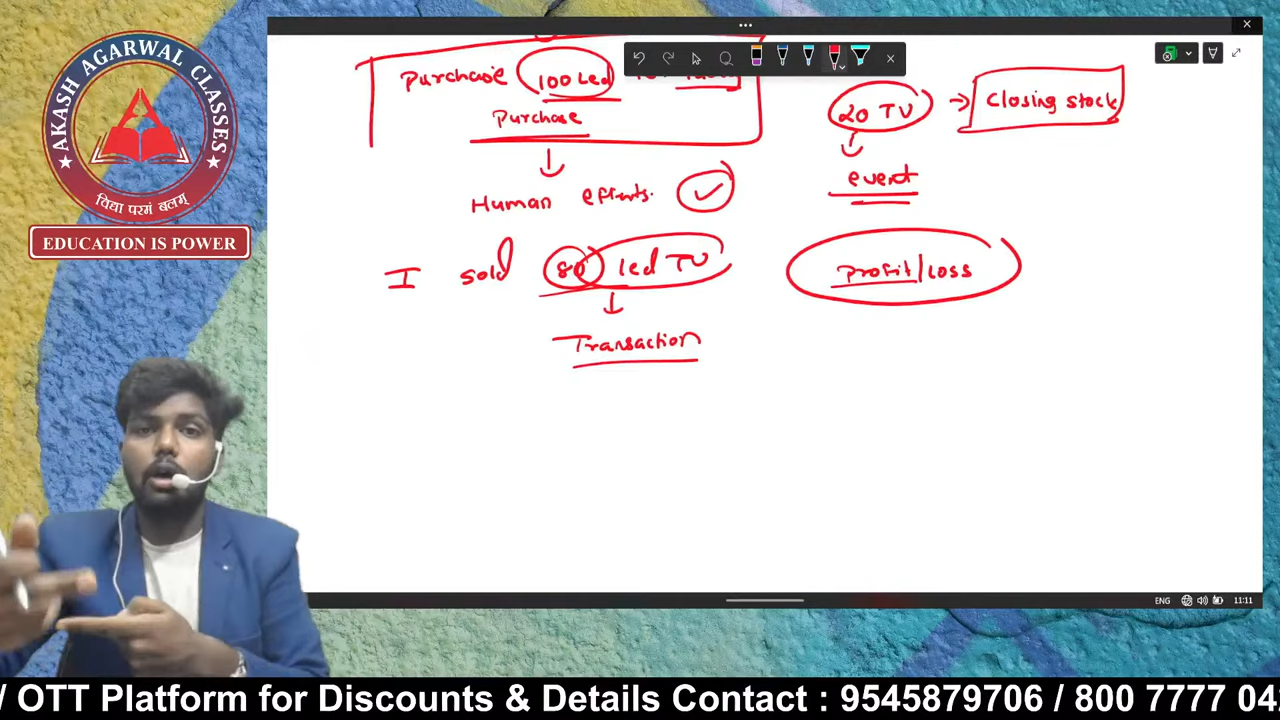 AKASH AGARWAL CLASSES
विद्या परमं बलम्
EDUCATION IS POWER
purchase 100 Led
purchase
Human efforts.
20 TV → Closing stock
event
I sold 80 led TV
profit/Loss
Transaction
ENG 11:11
/ OTT Platform for Discounts & Details Contact : 9545879706 / 800 7777 04